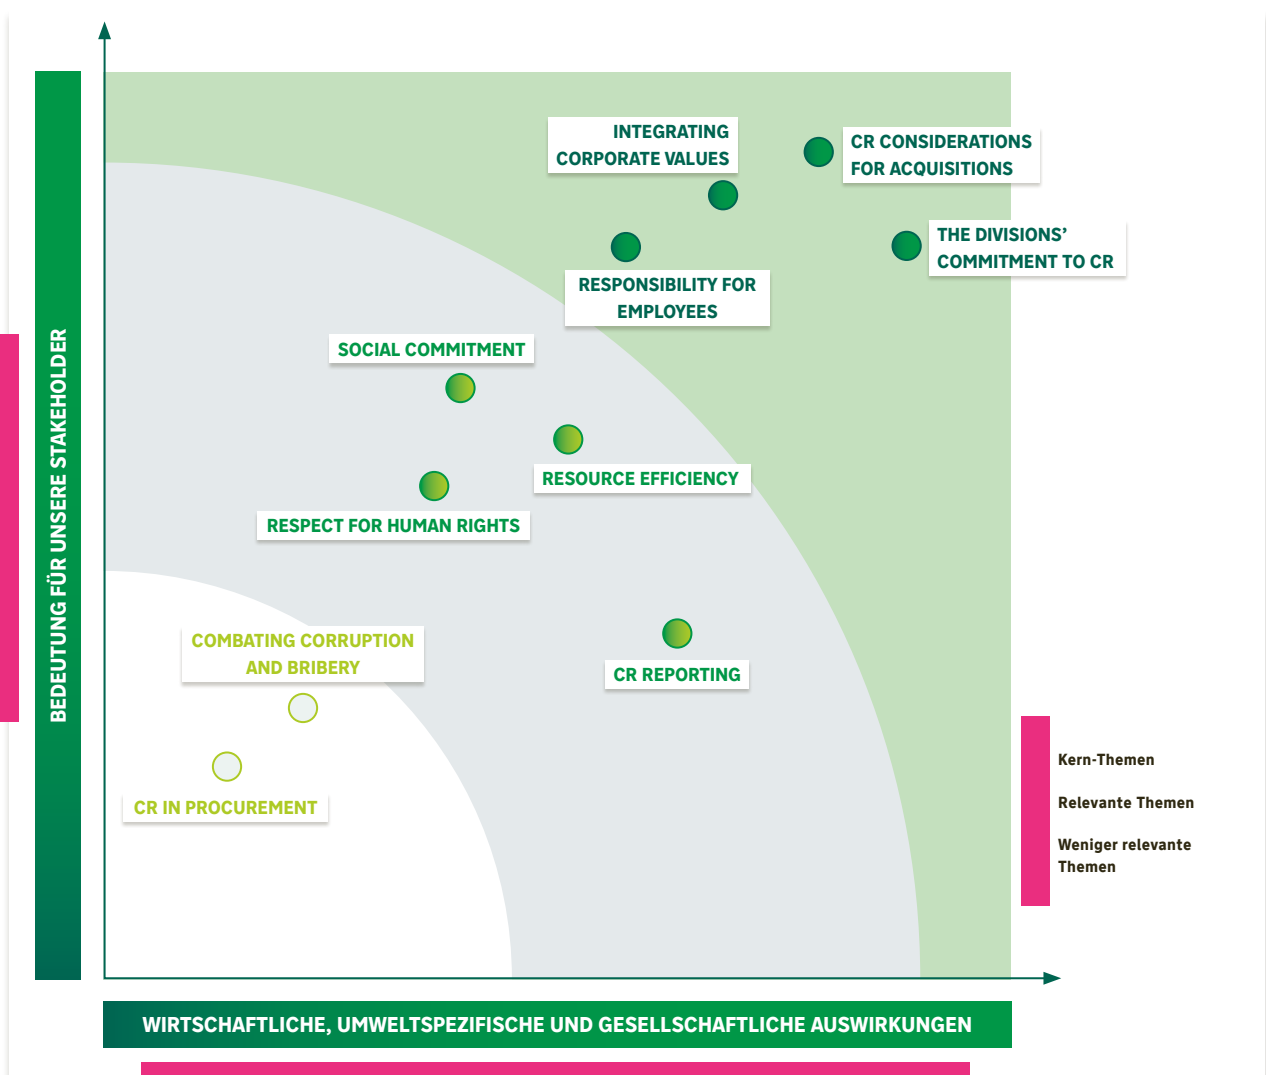 INTEGRATING
CORPORATE VALUES
CR CONSIDERATIONS
FOR ACQUISITIONS
THE DIVISIONS’
COMMITMENT TO CR
RESPONSIBILITY FOR
EMPLOYEES
SOCIAL COMMITMENT
RESOURCE EFFICIENCY
RESPECT FOR HUMAN RIGHTS
COMBATING CORRUPTION
AND BRIBERY
CR REPORTING
CR IN PROCUREMENT
BEDEUTUNG FÜR UNSERE STAKEHOLDER
Kern-Themen
Relevante Themen
Weniger relevante
Themen
WIRTSCHAFTLICHE, UMWELTSPEZIFISCHE UND GESELLSCHAFTLICHE AUSWIRKUNGEN